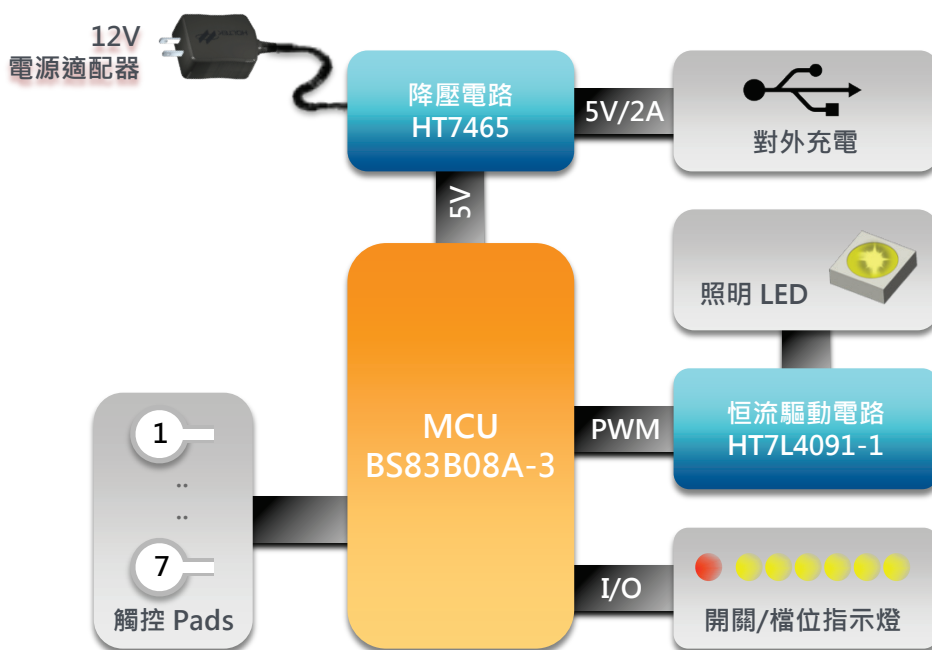 12V
電源適配器
降壓電路
HT7465
5V/2A
對外充電
5V
照明 LED
MCU
BS83B08A-3
PWM
恒流驅動電路
HT7L4091-1
1
..
..
7
觸控 Pads
I/O
開關/檔位指示燈